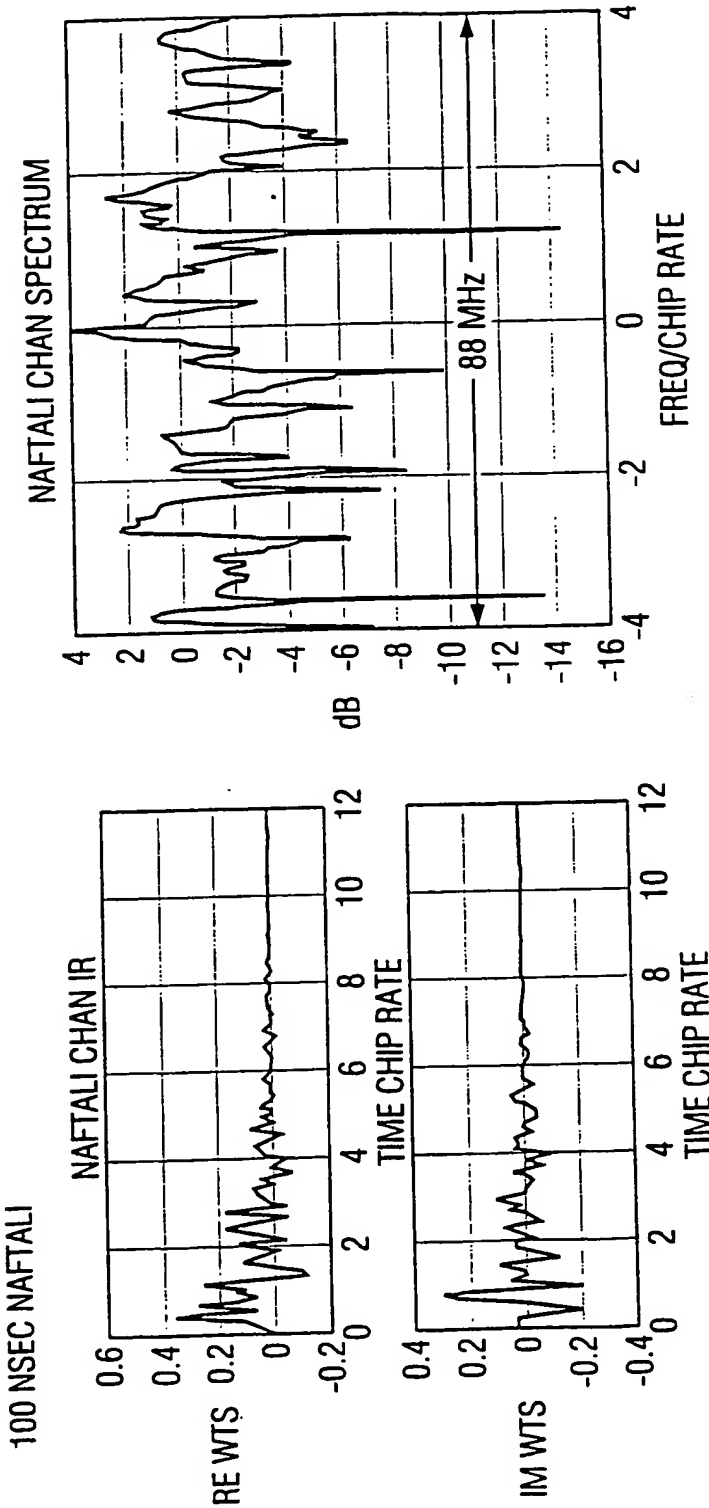 100 NSEC NAFTALI
NAFTALI CHAN IR
0.6
0.4
0.2
0
-0.2
RE WTS
0 2 4 6 8 10 12
TIME CHIP RATE
0.4
0.2
0
-0.2
-0.4
IM WTS
0 2 4 6 8 10 12
TIME CHIP RATE
NAFTALI CHAN SPECTRUM
4
2
0
-2
-4
-6
-8
-10
-12
-14
-16
dB
88 MHz
-4 -2 0 2 4
FREQ/CHIP RATE